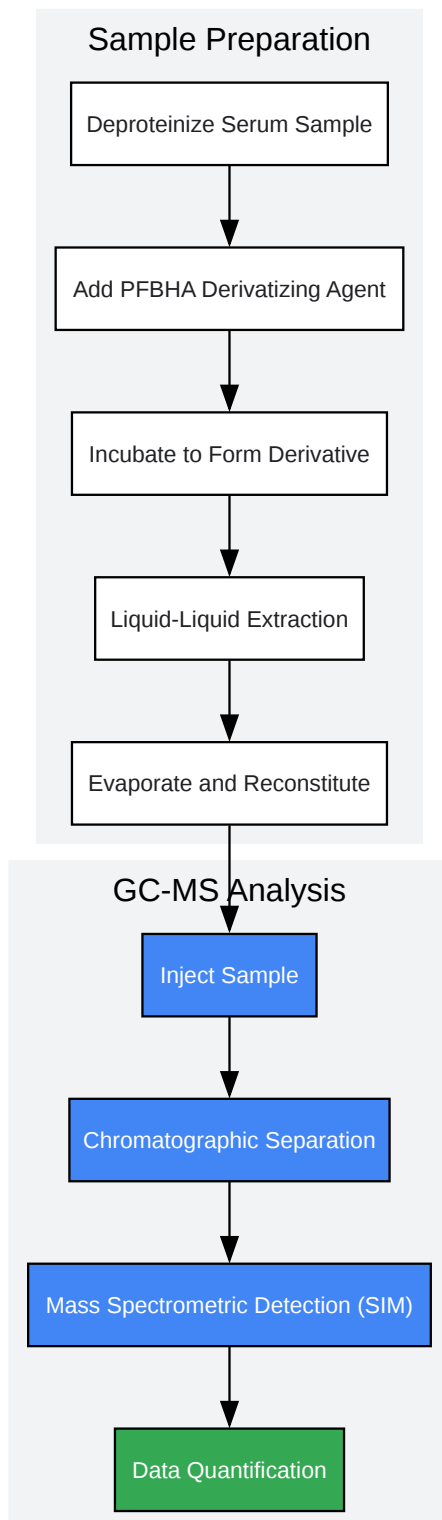 Sample Preparation
Deproteinize Serum Sample
Add PFBHA Derivatizing Agent
Incubate to Form Derivative
Liquid-Liquid Extraction
Evaporate and Reconstitute
GC-MS Analysis
Inject Sample
Chromatographic Separation
Mass Spectrometric Detection (SIM)
Data Quantification